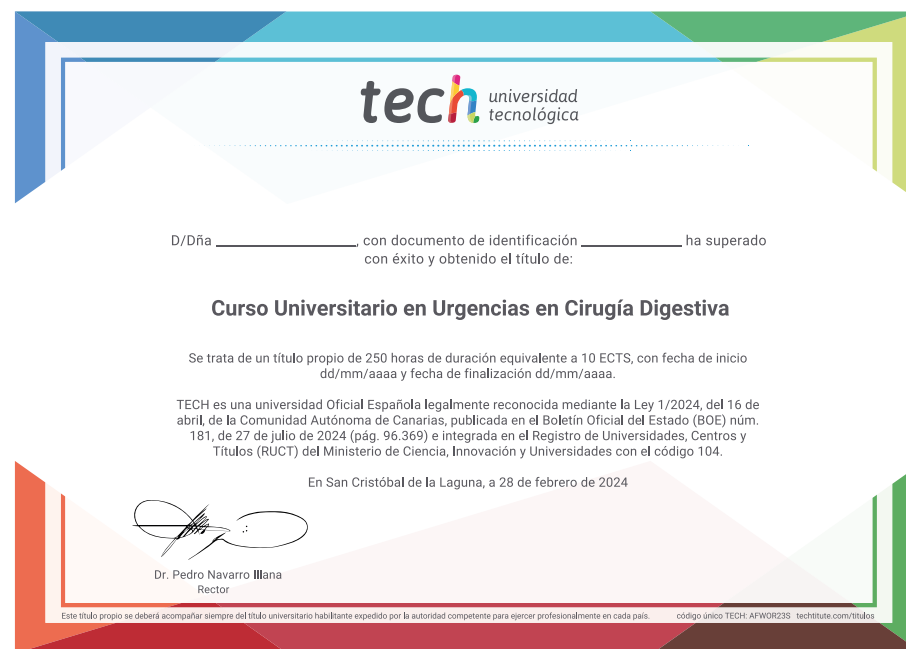 tech universidad
tecnológica
D/Dña ______________, con documento de identificación __________ ha superado
con éxito y obtenido el título de:
Curso Universitario en Urgencias en Cirugía Digestiva
Se trata de un título propio de 250 horas de duración equivalente a 10 ECTS, con fecha de inicio
dd/mm/aaaa y fecha de finalización dd/mm/aaaa.
TECH es una universidad Oficial Española legalmente reconocida mediante la Ley 1/2024, del 16 de
abril, de la Comunidad Autónoma de Canarias, publicada en el Boletín Oficial del Estado (BOE) núm.
181, de 27 de julio de 2024 (pág. 96.369) e integrada en el Registro de Universidades, Centros y
Títulos (RUCT) del Ministerio de Ciencia, Innovación y Universidades con el código 104.
En San Cristóbal de la Laguna, a 28 de febrero de 2024
Dr. Pedro Navarro Illana
Rector
Este título propio se deberá acompañar siempre del título universitario habilitante expedido por la autoridad competente para ejercer profesionalmente en cada país. código único TECH: AFWOR23S techtitute.com/titulos